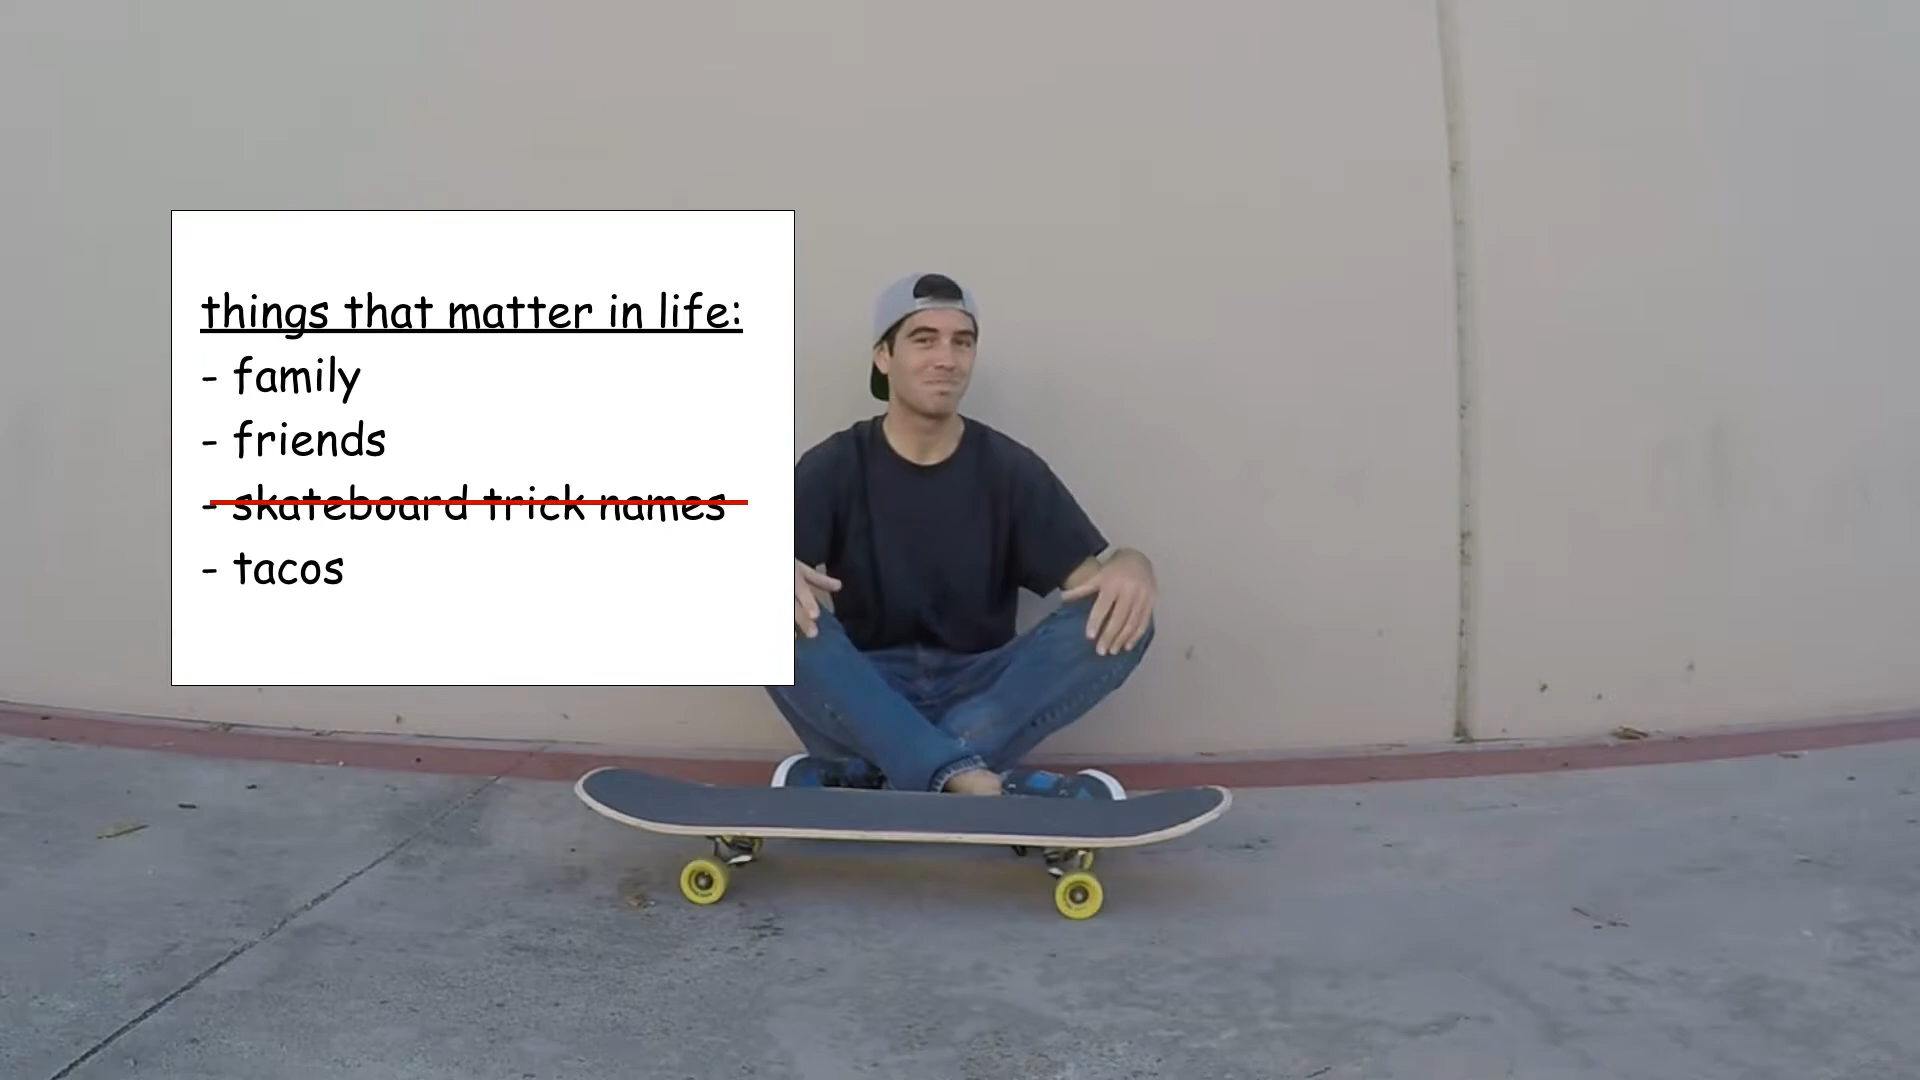 things that matter in life:
- family
- friends
- skateboard trick names
- tacos